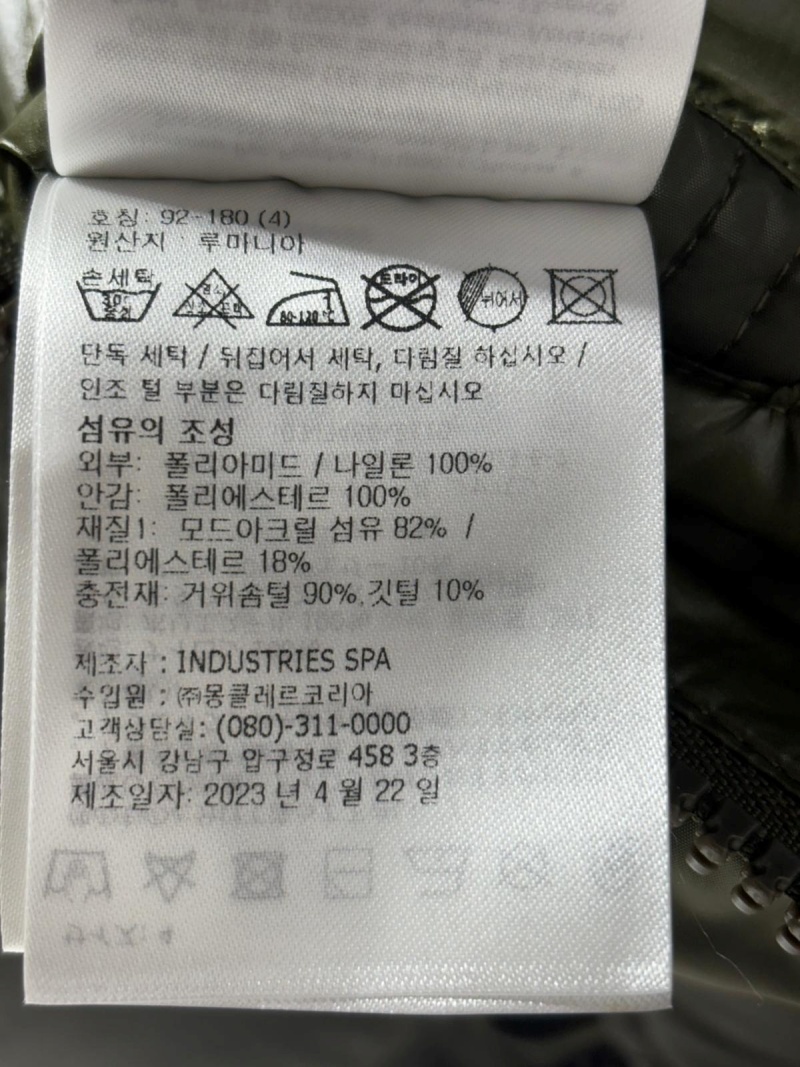 호칭: 92-180 (4)
원산지 : 루마니아
손세탁 30℃ 중성 80-120℃ 드라이 뉘어서
단독 세탁 / 뒤집어서 세탁, 다림질 하십시오 /
인조 털 부분은 다림질하지 마십시오
섬유의 조성
외부: 폴리아미드 / 나일론 100%
안감: 폴리에스테르 100%
재질1: 모드아크릴 섬유 82% /
폴리에스테르 18%
충전재: 거위솜털 90%,깃털 10%
제조자 : INDUSTRIES SPA
수입원 : ㈜몽클레르코리아
고객상담실: (080)-311-0000
서울시 강남구 압구정로 458 3층
제조일자: 2023 년 4 월 22 일